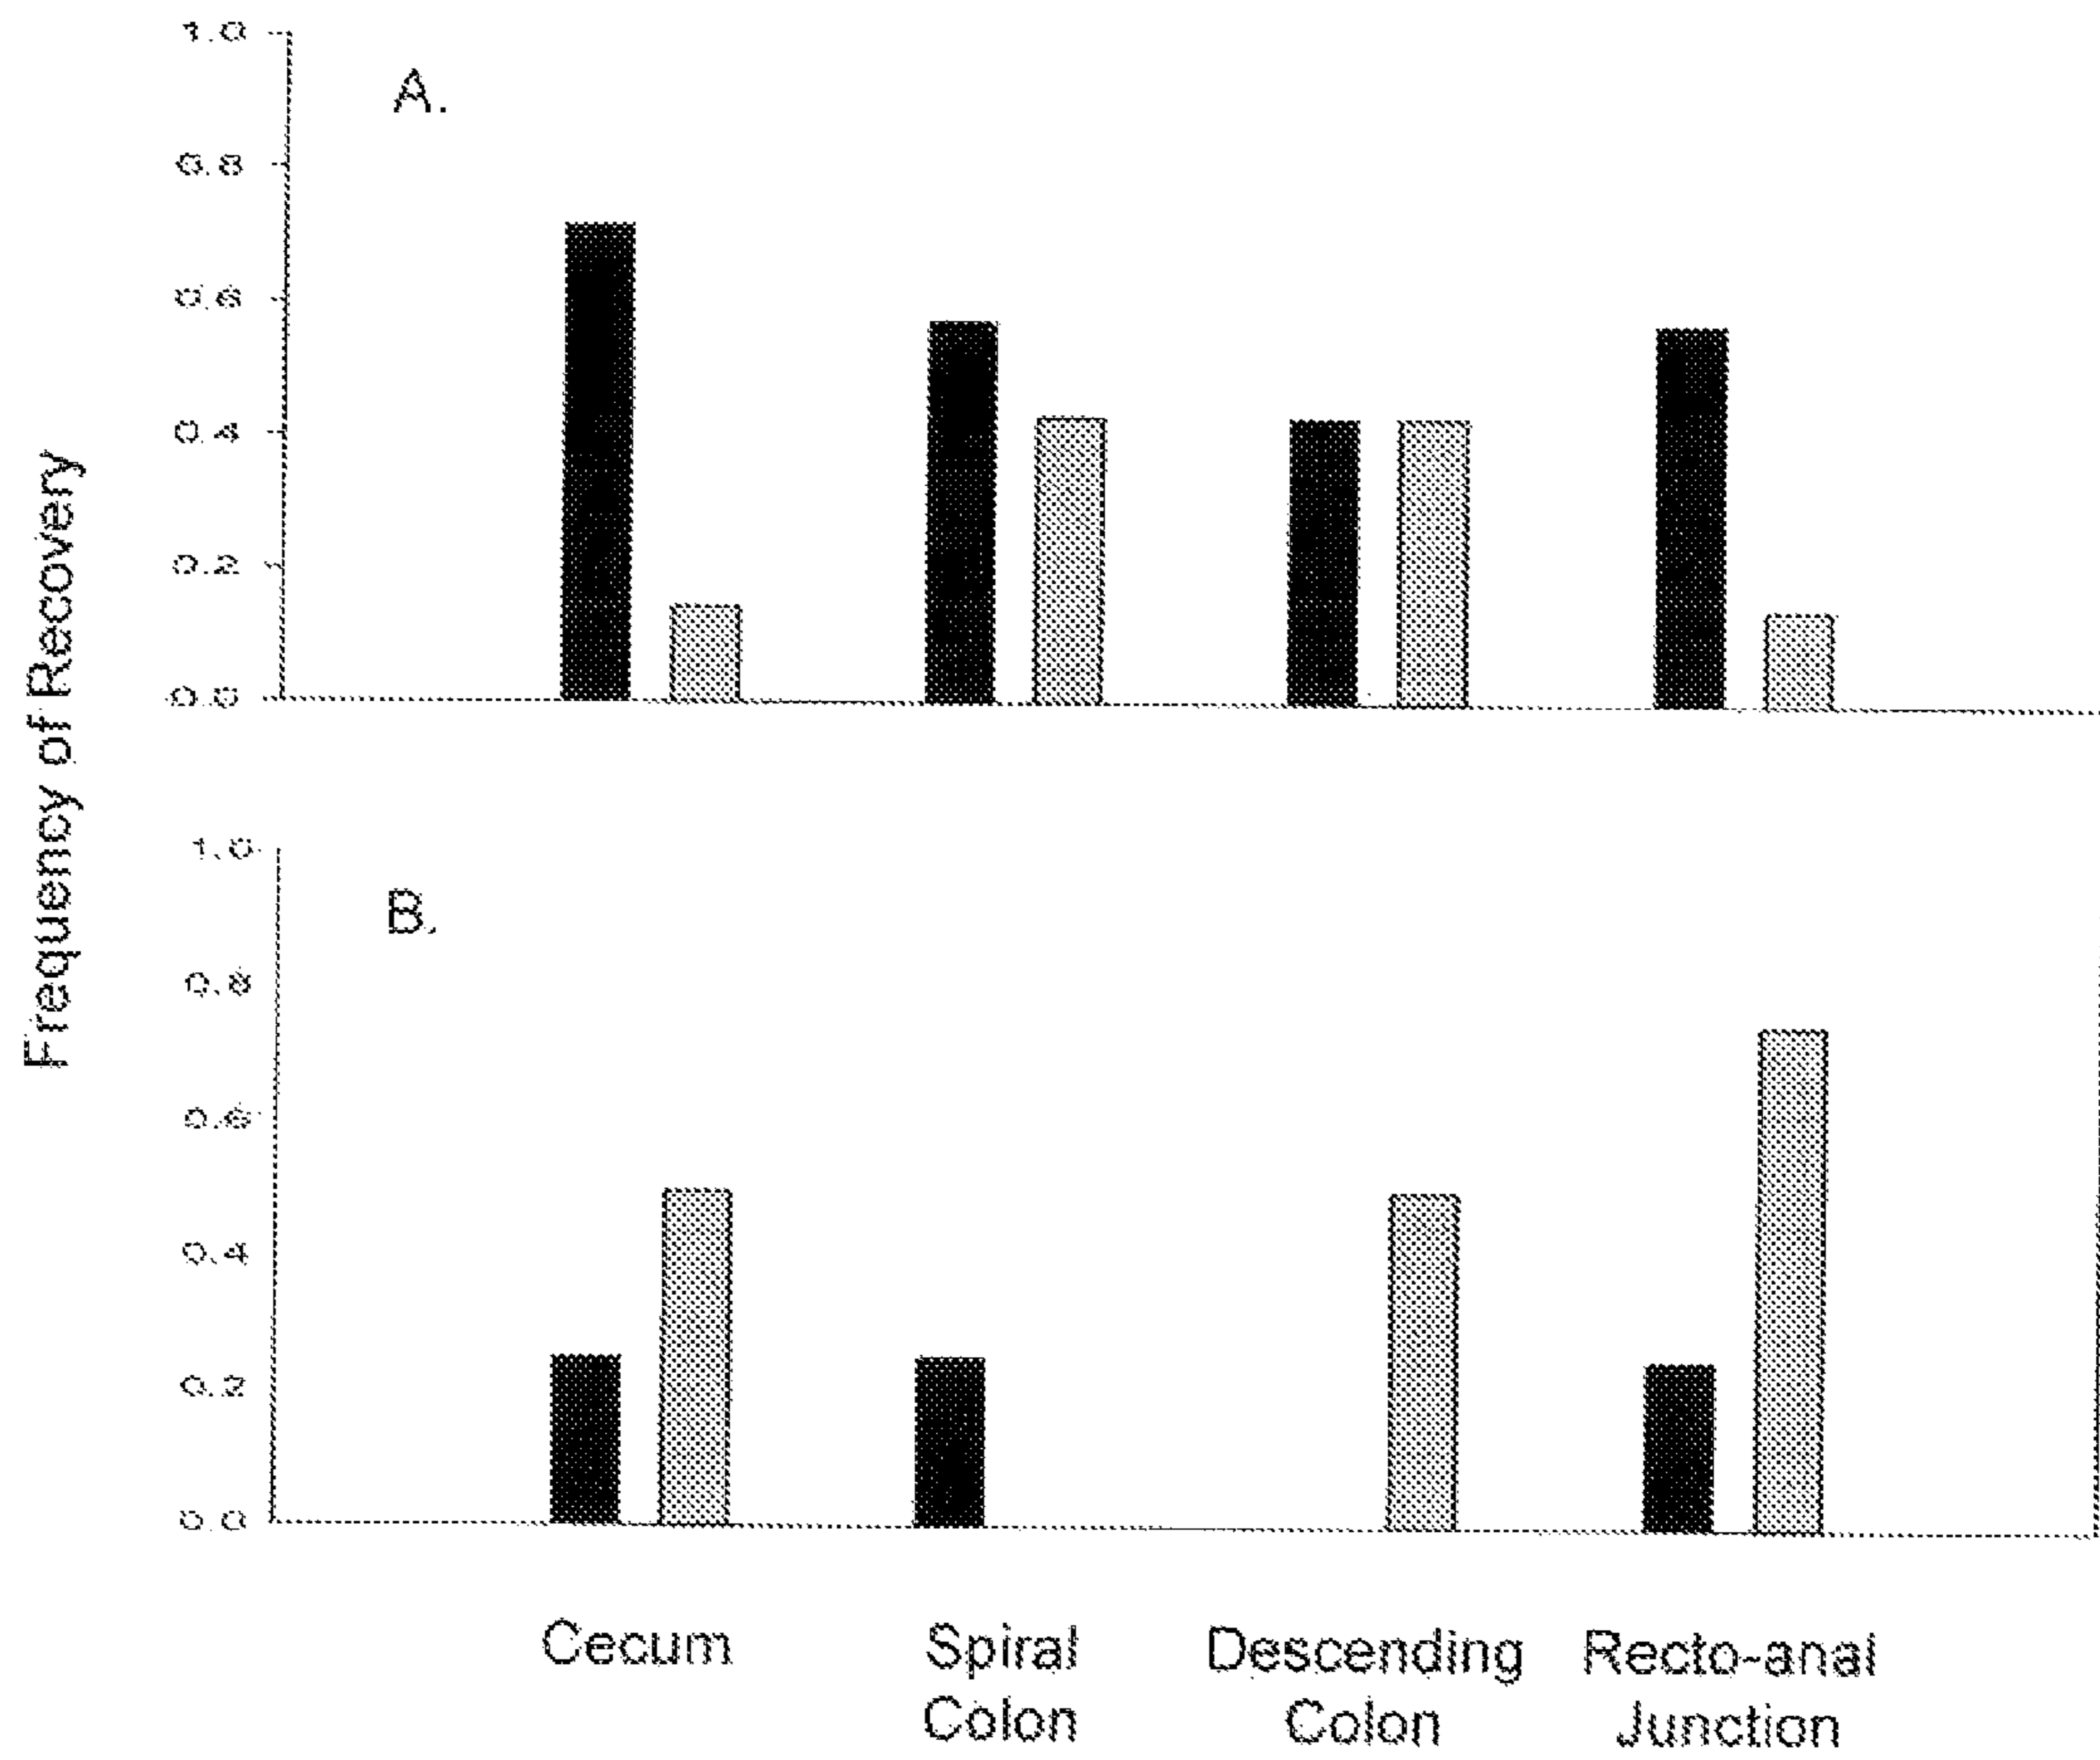 Frequency of Recovery
A.
1.0
0.8
0.6
0.4
0.2
0.0
B.
1.0
0.8
0.6
0.4
0.2
0.0
Cecum
Spiral
Colon
Descending
Colon
Recto-anal
Junction